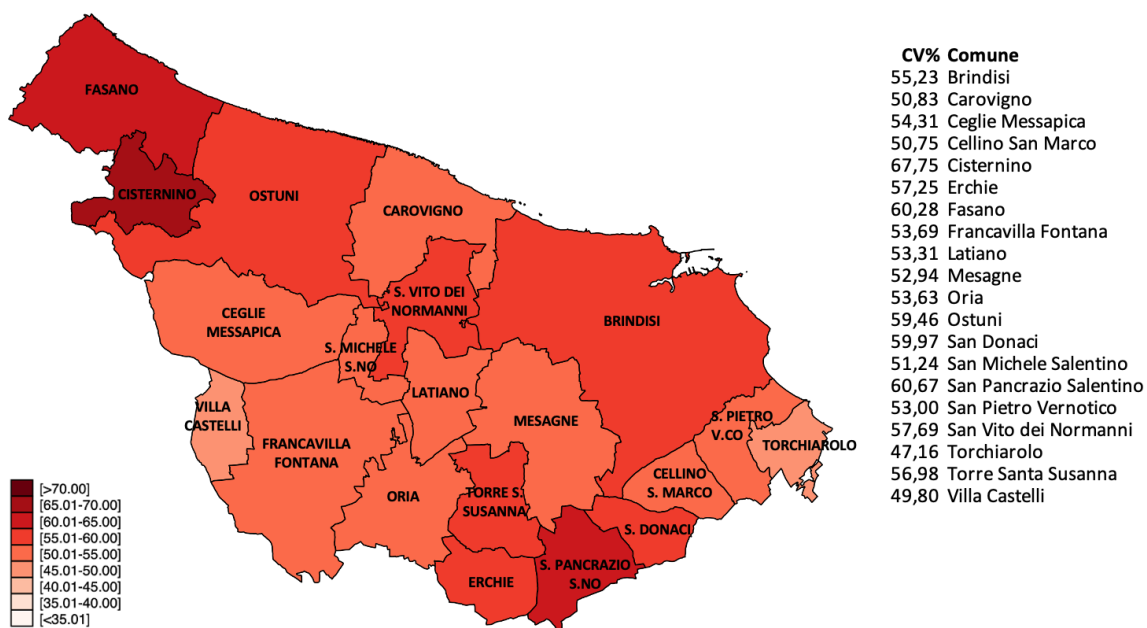 FASANO
CISTERNINO
OSTUNI
CAROVIGNO
S. VITO DEI
NORMANNI
CEGLIE
MESSAPICA
BRINDISI
S. MICHELE
S.NO
LATIANO
VILLA
CASTELLI
MESAGNE
S. PIETRO
V.CO
TORCHIAROLO
FRANCAVILLA
FONTANA
CELLINO
S. MARCO
ORIA
TORRE S.
SUSANNA
S. DONACI
S. PANCRAZIO
S.NO
ERCHIE
[>70.00]
[65.01-70.00]
[60.01-65.00]
[55.01-60.00]
[50.01-55.00]
[45.01-50.00]
[40.01-45.00]
[35.01-40.00]
[<35.01]
CV% Comune
55,23 Brindisi
50,83 Carovigno
54,31 Ceglie Messapica
50,75 Cellino San Marco
67,75 Cisternino
57,25 Erchie
60,28 Fasano
53,69 Francavilla Fontana
53,31 Latiano
52,94 Mesagne
53,63 Oria
59,46 Ostuni
59,97 San Donaci
51,24 San Michele Salentino
60,67 San Pancrazio Salentino
53,00 San Pietro Vernotico
57,69 San Vito dei Normanni
47,16 Torchiarolo
56,98 Torre Santa Susanna
49,80 Villa Castelli